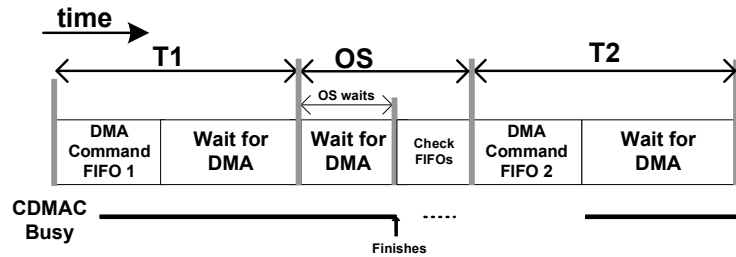 time
T1
OS
T2
OS waits
DMA
Command
FIFO 1
Wait for
DMA
Wait for
DMA
Check
FIFOs
DMA
Command
FIFO 2
Wait for
DMA
CDMAC
Busy
Finishes